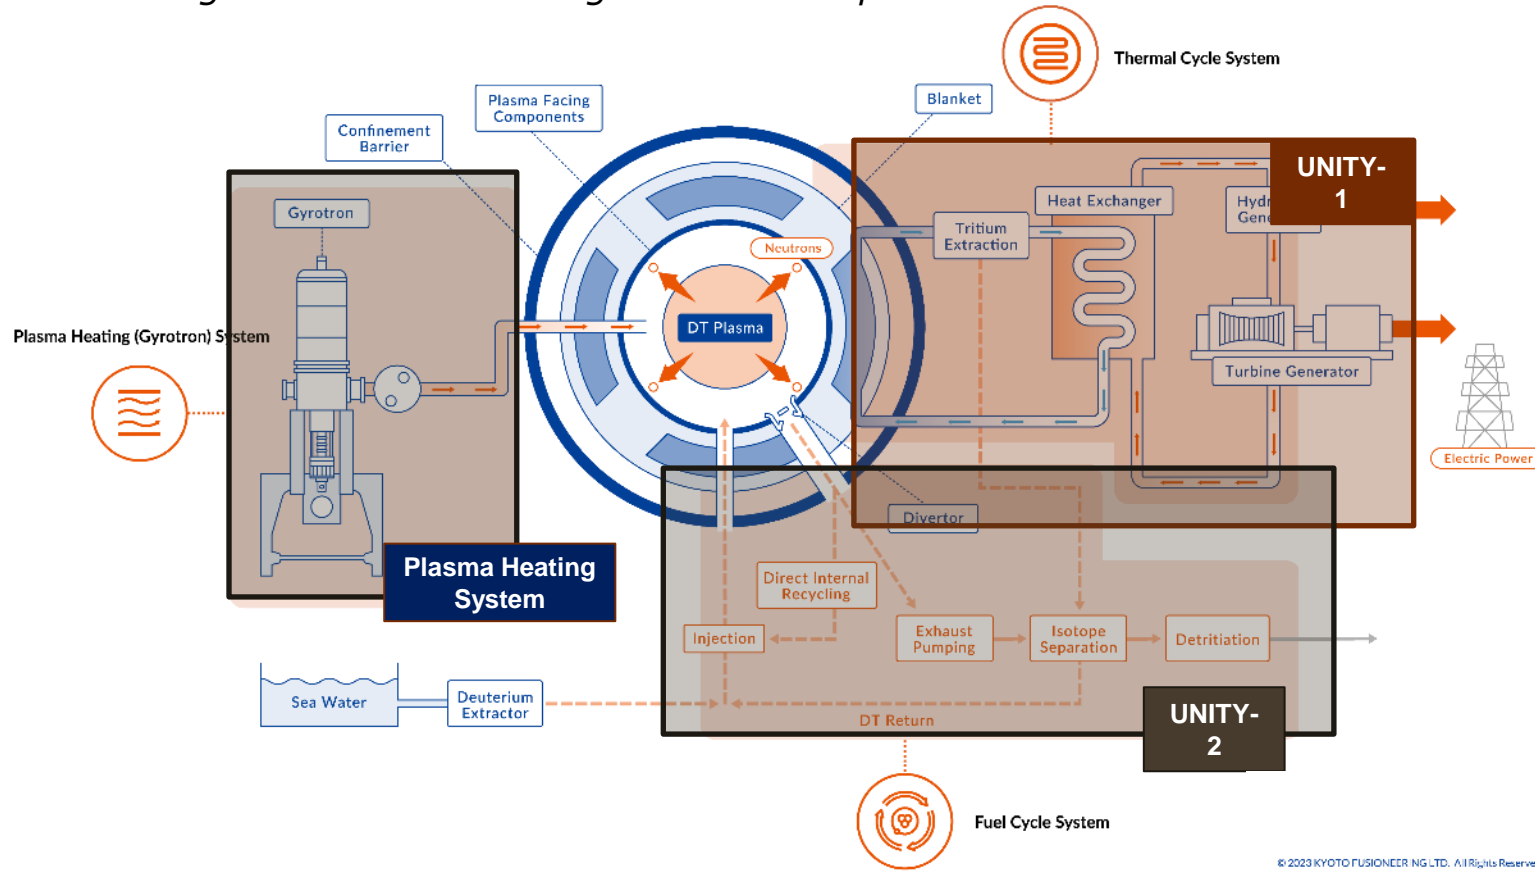 Thermal Cycle System
Plasma Facing
Components
Blanket
Confinement
Barrier
UNITY-
1
Gyrotron
Heat Exchanger
Tritium
Extraction
Neutrons
DT Plasma
Plasma Heating (Gyrotron) System
Turbine Generator
Electric Power
Divertor
Plasma Heating
System
Direct Internal
Recycling
Injection
Exhaust
Pumping
Isotope
Separation
Detritiation
Sea Water
Deuterium
Extractor
DT Return
UNITY-
2
Fuel Cycle System
© 2023 KYOTO FUSIONEERING LTD. All Rights Reserve